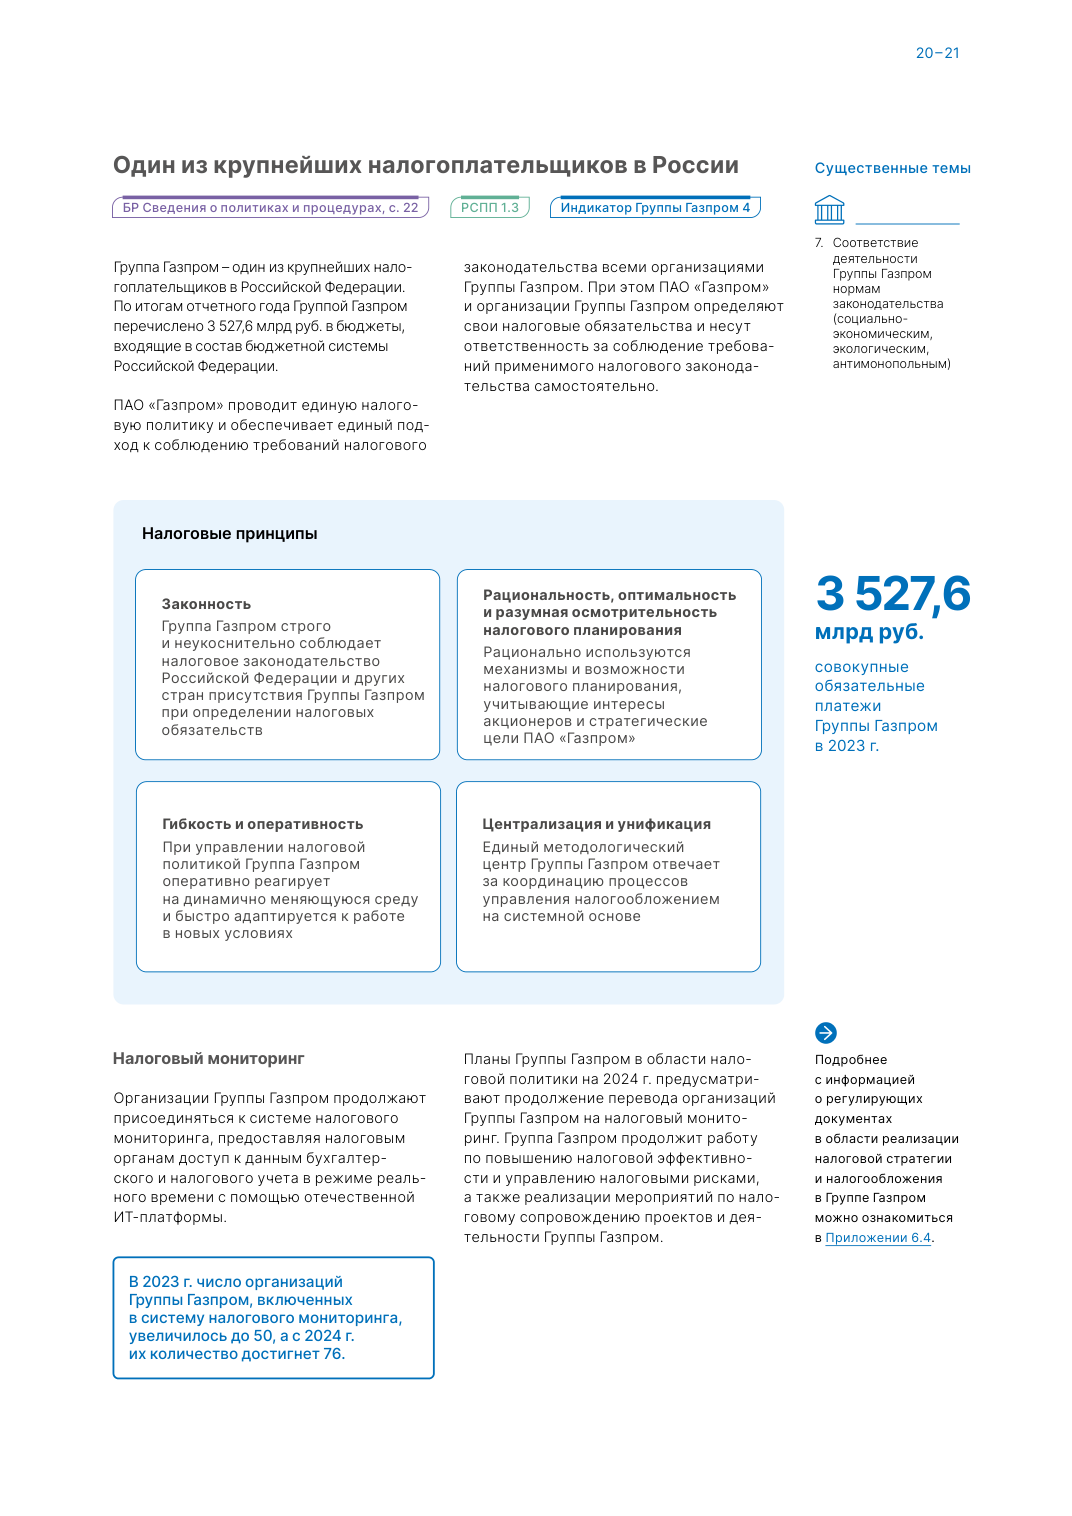 20–21
Один из крупнейших налогоплательщиков в России
БР Сведения о политиках и процедурах, с. 22
РСПП 1.3
Индикатор Группы Газпром 4
Группа Газпром – один из крупнейших нало-
гоплательщиков в Российской Федерации.
По итогам отчетного года Группой Газпром
перечислено 3 527,6 млрд руб. в бюджеты,
входящие в состав бюджетной системы
Российской Федерации.
ПАО «Газпром» проводит единую налого-
вую политику и обеспечивает единый под-
ход к соблюдению требований налогового
законодательства всеми организациями
Группы Газпром. При этом ПАО «Газпром»
и организации Группы Газпром определяют
свои налоговые обязательства и несут
ответственность за соблюдение требова-
ний применимого налогового законода-
тельства самостоятельно.
Существенные темы
7. Соответствие
деятельности
Группы Газпром
нормам
законодательства
(социально-
экономическим,
экологическим,
антимонопольным)
Налоговые принципы
Законность
Группа Газпром строго
и неукоснительно соблюдает
налоговое законодательство
Российской Федерации и других
стран присутствия Группы Газпром
при определении налоговых
обязательств
Рациональность, оптимальность
и разумная осмотрительность
налогового планирования
Рационально используются
механизмы и возможности
налогового планирования,
учитывающие интересы
акционеров и стратегические
цели ПАО «Газпром»
Гибкость и оперативность
При управлении налоговой
политикой Группа Газпром
оперативно реагирует
на динамично меняющуюся среду
и быстро адаптируется к работе
в новых условиях
Централизация и унификация
Единый методологический
центр Группы Газпром отвечает
за координацию процессов
управления налогообложением
на системной основе
3 527,6
млрд руб.
совокупные
обязательные
платежи
Группы Газпром
в 2023 г.
Налоговый мониторинг
Организации Группы Газпром продолжают
присоединяться к системе налогового
мониторинга, предоставляя налоговым
органам доступ к данным бухгалтер-
ского и налогового учета в режиме реаль-
ного времени с помощью отечественной
ИТ-платформы.
В 2023 г. число организаций
Группы Газпром, включенных
в систему налогового мониторинга,
увеличилось до 50, а с 2024 г.
их количество достигнет 76.
Планы Группы Газпром в области нало-
говой политики на 2024 г. предусматри-
вают продолжение перевода организаций
Группы Газпром на налоговый монито-
ринг. Группа Газпром продолжит работу
по повышению налоговой эффективно-
сти и управлению налоговыми рисками,
а также реализации мероприятий по нало-
говому сопровождению проектов и дея-
тельности Группы Газпром.
Подробнее
с информацией
о регулирующих
документах
в области реализации
налоговой стратегии
и налогообложения
в Группе Газпром
можно ознакомиться
в Приложении 6.4.